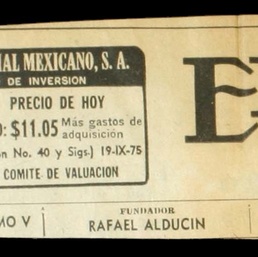 IAL MEXICANO, S. A.
DE INVERSION
PRECIO DE HOY
O: $11.05 Más gastos de adquisición
ón No. 40 y Sigs.) 19-IX-75
COMITE DE VALUACION
E
MO V
FUNDADOR
RAFAEL ALDUCIN